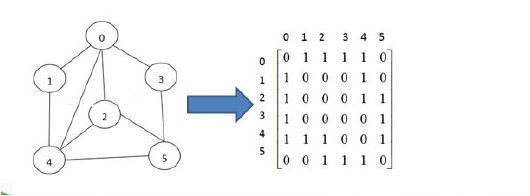 0
1
3
2
4
5
0 1 2 3 4 5
0 0 1 1 1 1 0
1 1 0 0 0 1 0
2 1 0 0 0 1 1
3 1 0 0 0 0 1
4 1 1 1 0 0 1
5 0 0 1 1 1 0